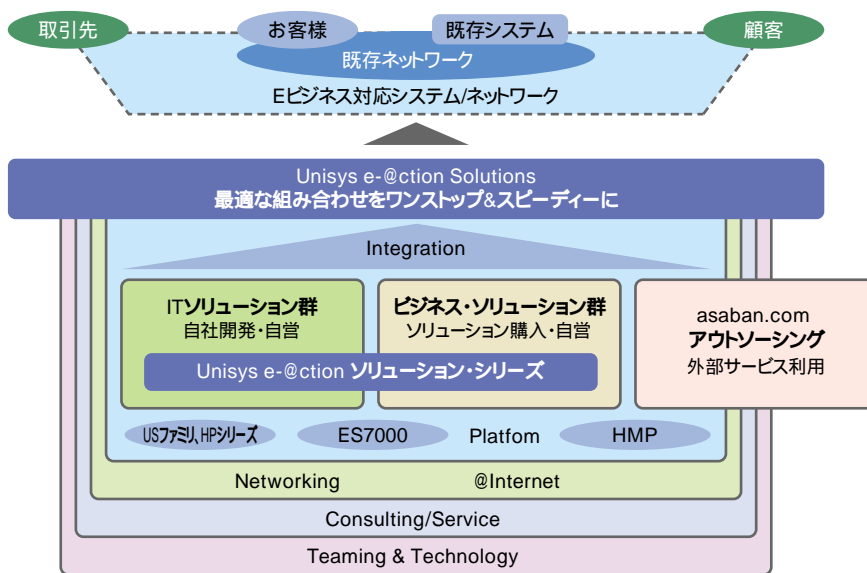 取引先 お客様 既存システム 顧客
既存ネットワーク
Eビジネス対応システム/ネットワーク
Unisys e-@ction Solutions
最適な組み合わせをワンストップ&スピーディーに
Integration
ITソリューション群
自社開発・自営
ビジネス・ソリューション群
ソリューション購入・自営
asaban.com
アウトソーシング
外部サービス利用
Unisys e-@ction ソリューション・シリーズ
USファミリ、HPシリーズ ES7000 Platfom HMP
Networking @Internet
Consulting/Service
Teaming & Technology